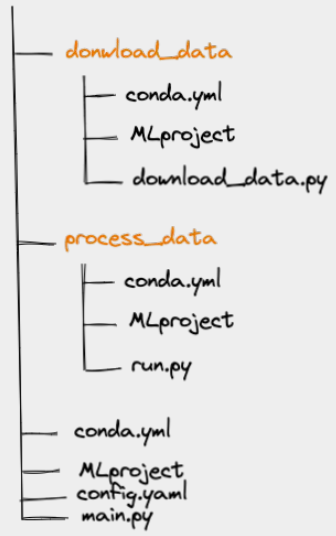 donwload_data
conda.yml
MLproject
download_data.py
process_data
conda.yml
MLproject
run.py
conda.yml
MLproject
config.yaml
main.py